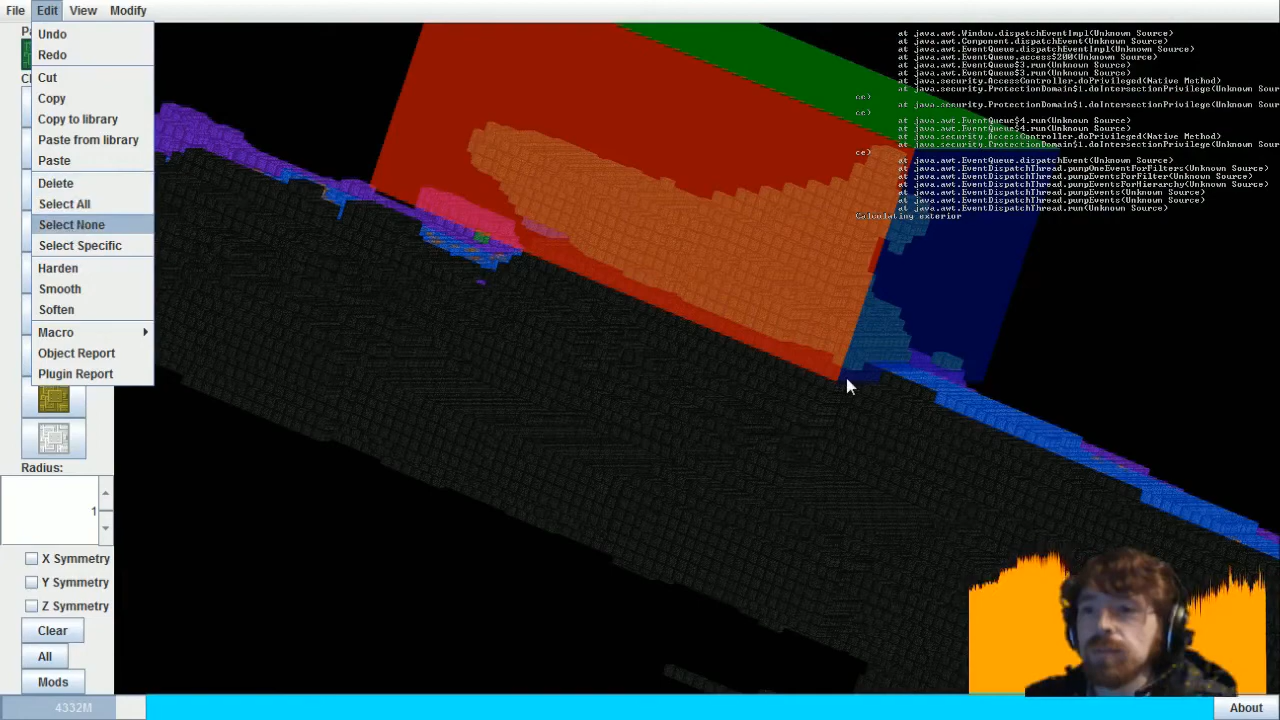 File Edit View Modify
Undo
Redo
Cut
Copy
Copy to library
Paste from library
Paste
Delete
Select All
Select None
Select Specific
Harden
Smooth
Soften
Macro
Object Report
Plugin Report
Radius:
1
X Symmetry
Y Symmetry
Z Symmetry
Clear
All
Mods
4332M
About
at java.awt.Window.dispatchEventImpl(Unknown Source)
at java.awt.Component.dispatchEvent(Unknown Source)
at java.awt.EventQueue.dispatchEventImpl(Unknown Source)
at java.awt.EventQueue.access$200(Unknown Source)
at java.awt.EventQueue$3.run(Unknown Source)
at java.awt.EventQueue$3.run(Unknown Source)
at java.security.AccessController.doPrivileged(Native Method)
at java.security.ProtectionDomain$1.doIntersectionPrivilege(Unknown Sour
ce)
at java.security.ProtectionDomain$1.doIntersectionPrivilege(Unknown Sour
ce)
at java.awt.EventQueue$4.run(Unknown Source)
at java.awt.EventQueue$4.run(Unknown Source)
at java.security.AccessController.doPrivileged(Native Method)
at java.security.ProtectionDomain$1.doIntersectionPrivilege(Unknown Sour
ce)
at java.awt.EventQueue.dispatchEvent(Unknown Source)
at java.awt.EventDispatchThread.pumpOneEventForFilters(Unknown Source)
at java.awt.EventDispatchThread.pumpEventsForFilter(Unknown Source)
at java.awt.EventDispatchThread.pumpEventsForHierarchy(Unknown Source)
at java.awt.EventDispatchThread.pumpEvents(Unknown Source)
at java.awt.EventDispatchThread.pumpEvents(Unknown Source)
at java.awt.EventDispatchThread.run(Unknown Source)
Calculating exterior